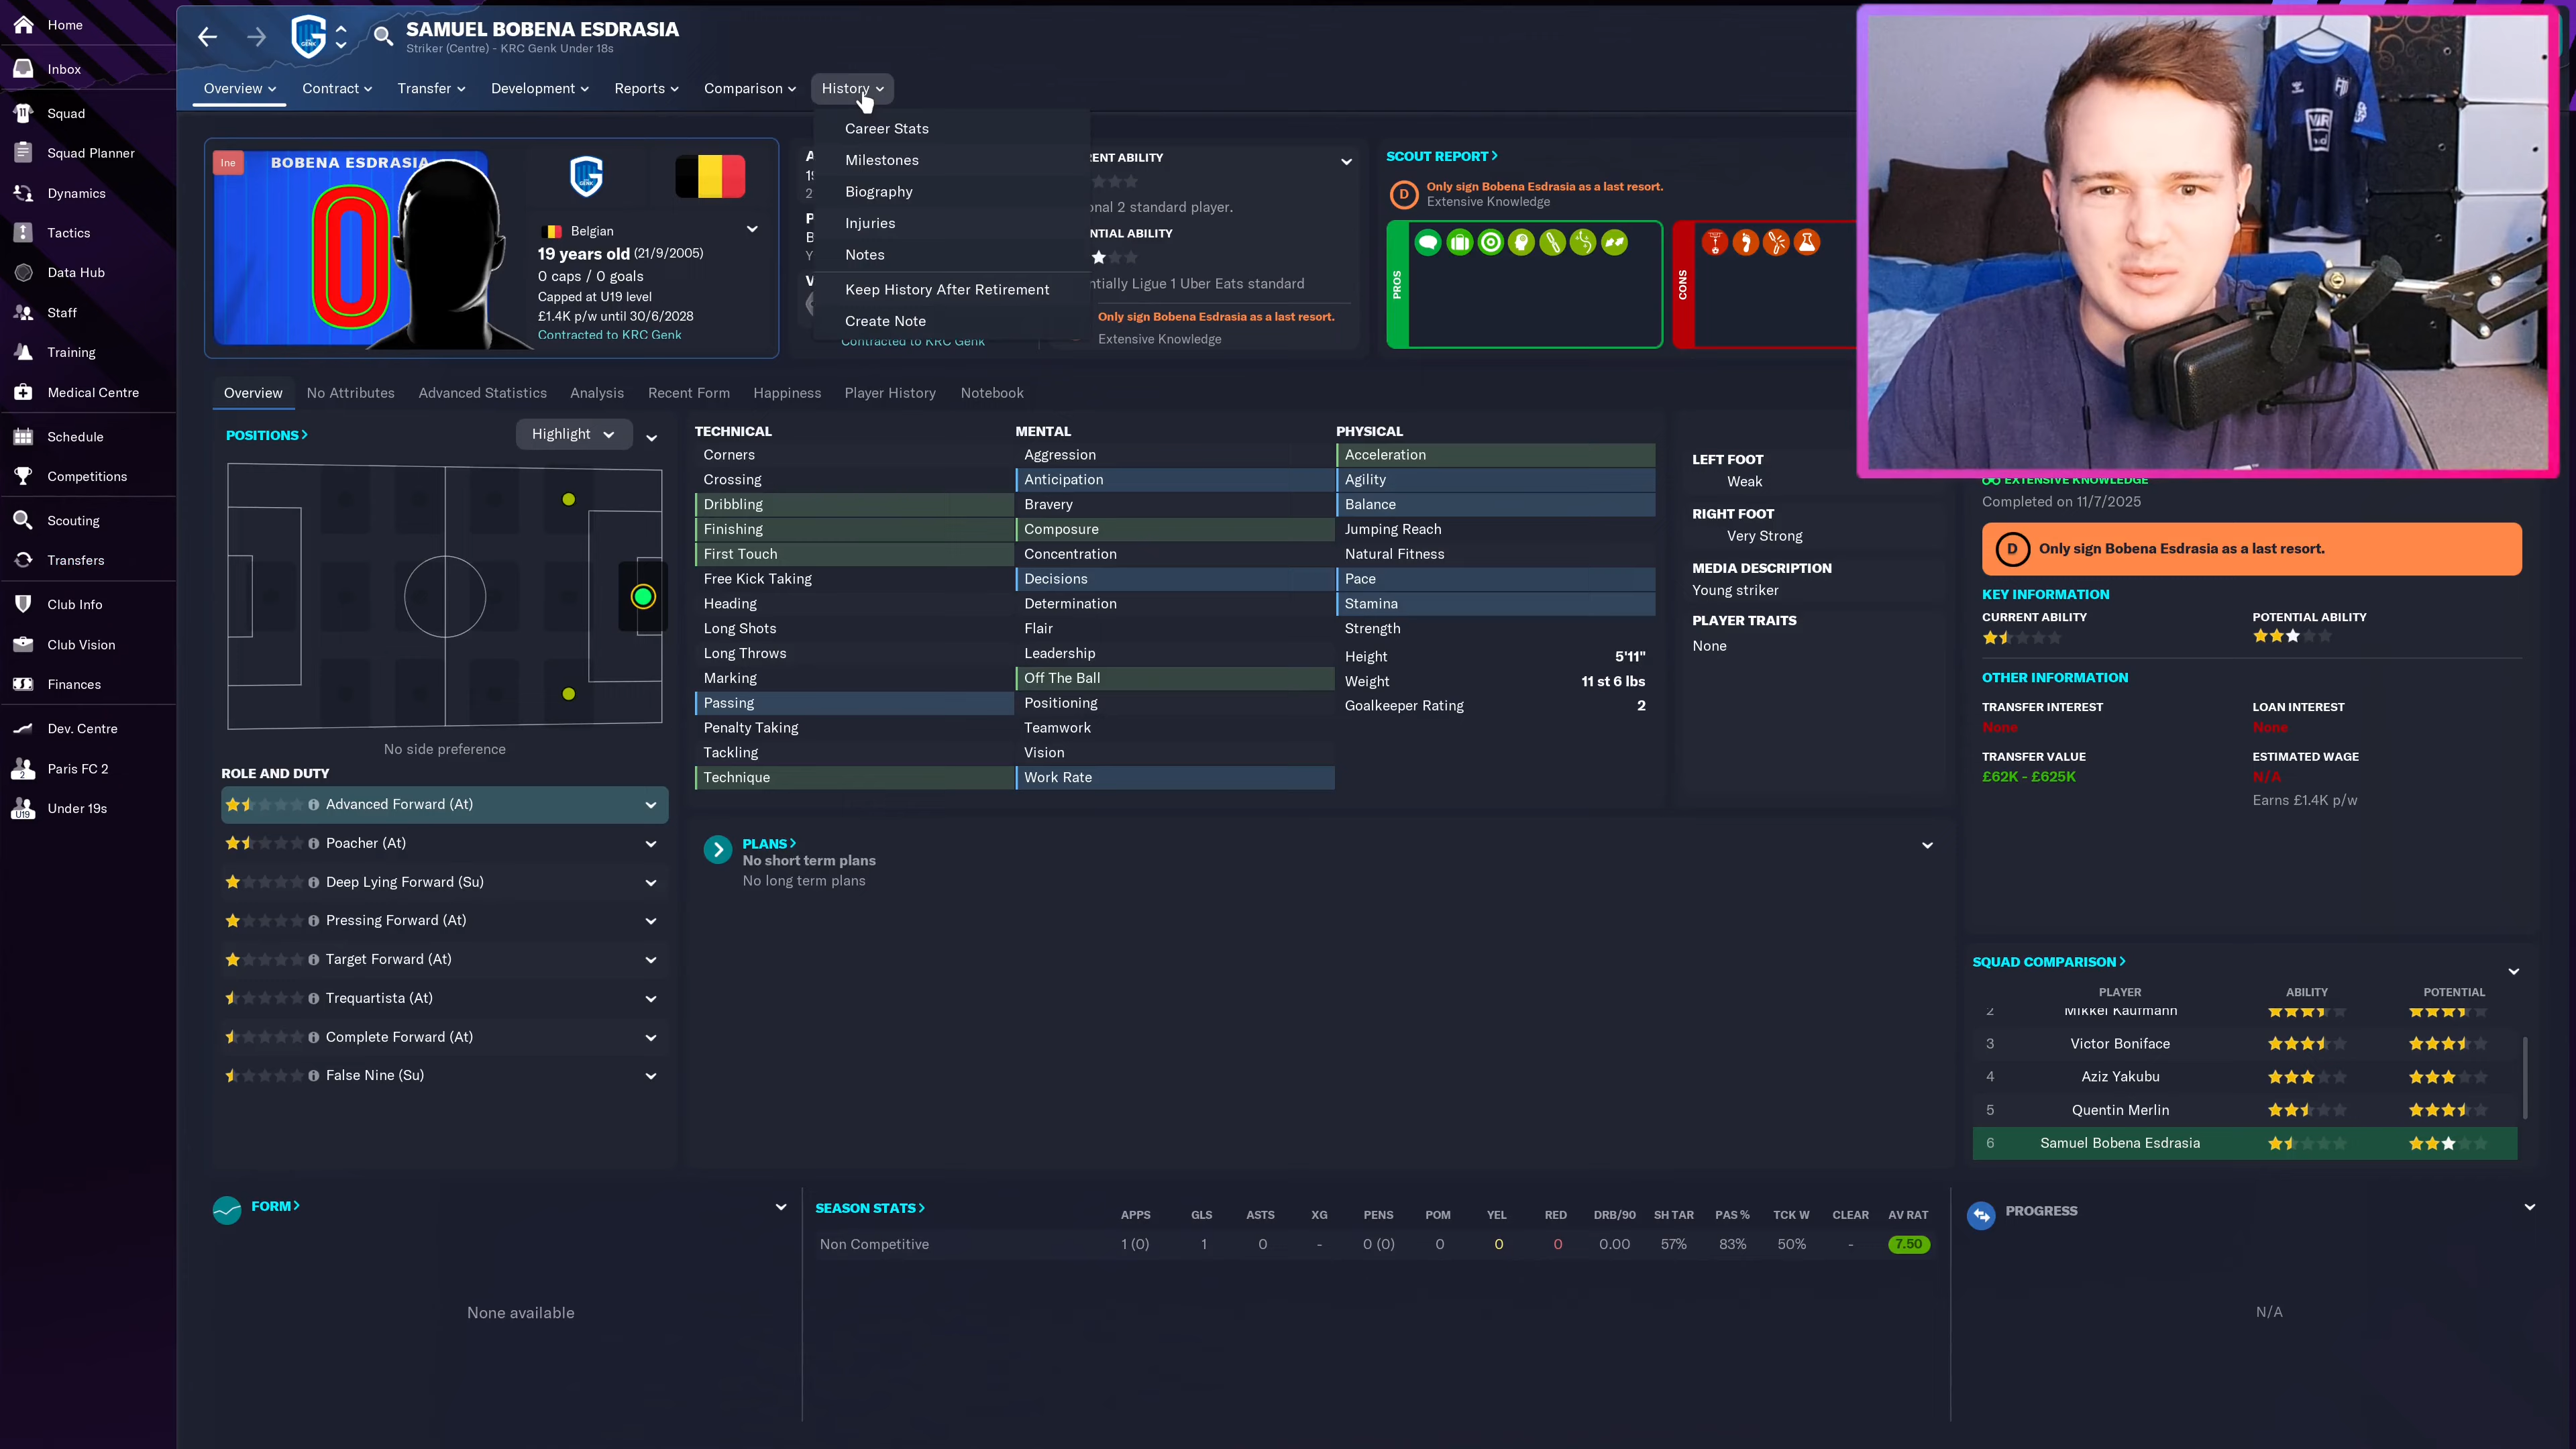 Home
Inbox
Squad
Squad Planner
Dynamics
Tactics
Data Hub
Staff
Training
Medical Centre
Schedule
Competitions
Scouting
Transfers
Club Info
Club Vision
Finances
Dev. Centre
Paris FC 2
Under 19s
SAMUEL BOBENA ESDRASIA
Striker (Centre) - KRC Genk Under 18s
Overview
Contract
Transfer
Development
Reports
Comparison
History
Career Stats
Milestones
Biography
Injuries
Notes
Keep History After Retirement
Create Note
Ine
BOBENA ESDRASIA
0
GENK
Belgian
19 years old (21/9/2005)
0 caps / 0 goals
Capped at U19 level
£1.4K p/w until 30/6/2028
Contracted to KRC Genk
Contracted to KRC Genk
ENT ABILITY
onal 2 standard player.
NTIAL ABILITY
ntially Ligue 1 Uber Eats standard
Only sign Bobena Esdrasia as a last resort.
Extensive Knowledge
SCOUT REPORT
D
Only sign Bobena Esdrasia as a last resort.
Extensive Knowledge
PROS
CONS
Overview
No Attributes
Advanced Statistics
Analysis
Recent Form
Happiness
Player History
Notebook
POSITIONS
Highlight
No side preference
ROLE AND DUTY
Advanced Forward (At)
Poacher (At)
Deep Lying Forward (Su)
Pressing Forward (At)
Target Forward (At)
Trequartista (At)
Complete Forward (At)
False Nine (Su)
TECHNICAL
Corners
Crossing
Dribbling
Finishing
First Touch
Free Kick Taking
Heading
Long Shots
Long Throws
Marking
Passing
Penalty Taking
Tackling
Technique
MENTAL
Aggression
Anticipation
Bravery
Composure
Concentration
Decisions
Determination
Flair
Leadership
Off The Ball
Positioning
Teamwork
Vision
Work Rate
PHYSICAL
Acceleration
Agility
Balance
Jumping Reach
Natural Fitness
Pace
Stamina
Strength
Height 5'11"
Weight 11 st 6 lbs
Goalkeeper Rating 2
LEFT FOOT
Weak
RIGHT FOOT
Very Strong
MEDIA DESCRIPTION
Young striker
PLAYER TRAITS
None
PLANS
No short term plans
No long term plans
EXTENSIVE KNOWLEDGE
Completed on 11/7/2025
D
Only sign Bobena Esdrasia as a last resort.
KEY INFORMATION
CURRENT ABILITY
POTENTIAL ABILITY
OTHER INFORMATION
TRANSFER INTEREST
None
LOAN INTEREST
None
TRANSFER VALUE
£62K - £625K
ESTIMATED WAGE
N/A
Earns £1.4K p/w
SQUAD COMPARISON
PLAYER ABILITY POTENTIAL
2 Mikkel Kaufmann
3 Victor Boniface
4 Aziz Yakubu
5 Quentin Merlin
6 Samuel Bobena Esdrasia
FORM
None available
SEASON STATS APPS GLS ASTS XG PENS POM YEL RED DRB/90 SH TAR PAS % TCK W CLEAR AV RAT
Non Competitive 1 (0) 1 0 - 0 (0) 0 0 0 0.00 57% 83% 50% - 7.50
PROGRESS
N/A